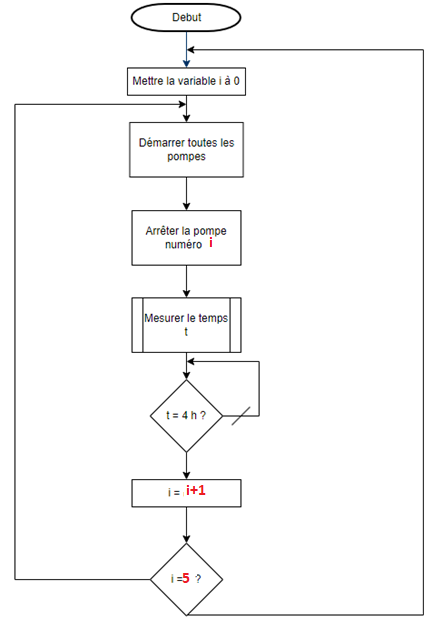 Debut
Mettre la variable i à 0
Démarrer toutes les
pompes
Arrêter la pompe
numéro i
Mesurer le temps
t
t = 4 h ?
i = i+1
i =5 ?